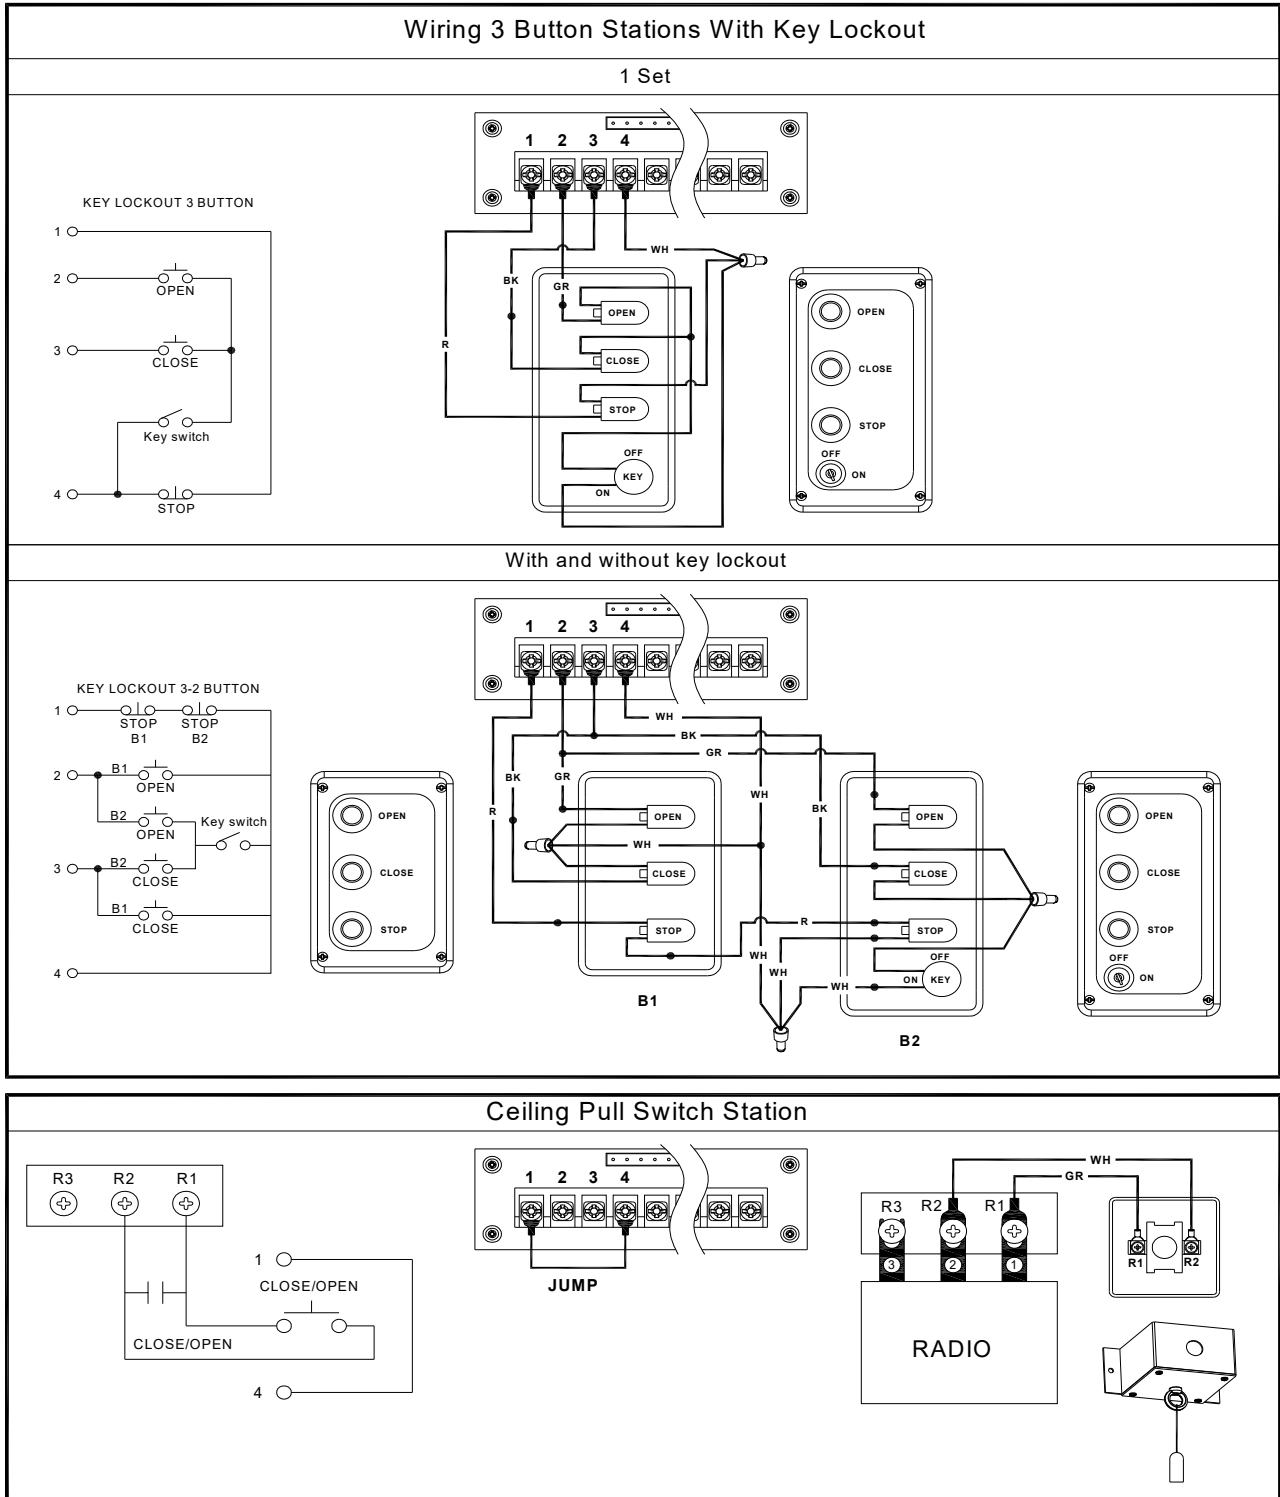 Wiring 3 Button Stations With Key Lockout
1 Set
1 2 3 4
KEY LOCKOUT 3 BUTTON
1
2
OPEN
3
CLOSE
Key switch
4
STOP
WH
BK
GR
R
OPEN
CLOSE
STOP
OFF
KEY
ON
OPEN
CLOSE
STOP
OFF
ON
With and without key lockout
1 2 3 4
KEY LOCKOUT 3-2 BUTTON
1
STOP STOP
B1 B2
2
B1
OPEN
B2
OPEN
Key switch
3
B2
CLOSE
B1
CLOSE
4
OPEN
CLOSE
STOP
WH
BK
GR
BK
GR
R
WH
BK
OPEN
WH
CLOSE
STOP
R
WH
WH
WH
B1
OPEN
CLOSE
STOP
OFF
ON KEY
B2
OPEN
CLOSE
STOP
OFF
ON
Ceiling Pull Switch Station
R3 R2 R1
1
CLOSE/OPEN
CLOSE/OPEN
4
1 2 3 4
JUMP
WH
GR
R3 R2 R1
3 2 1
RADIO
R1 R2